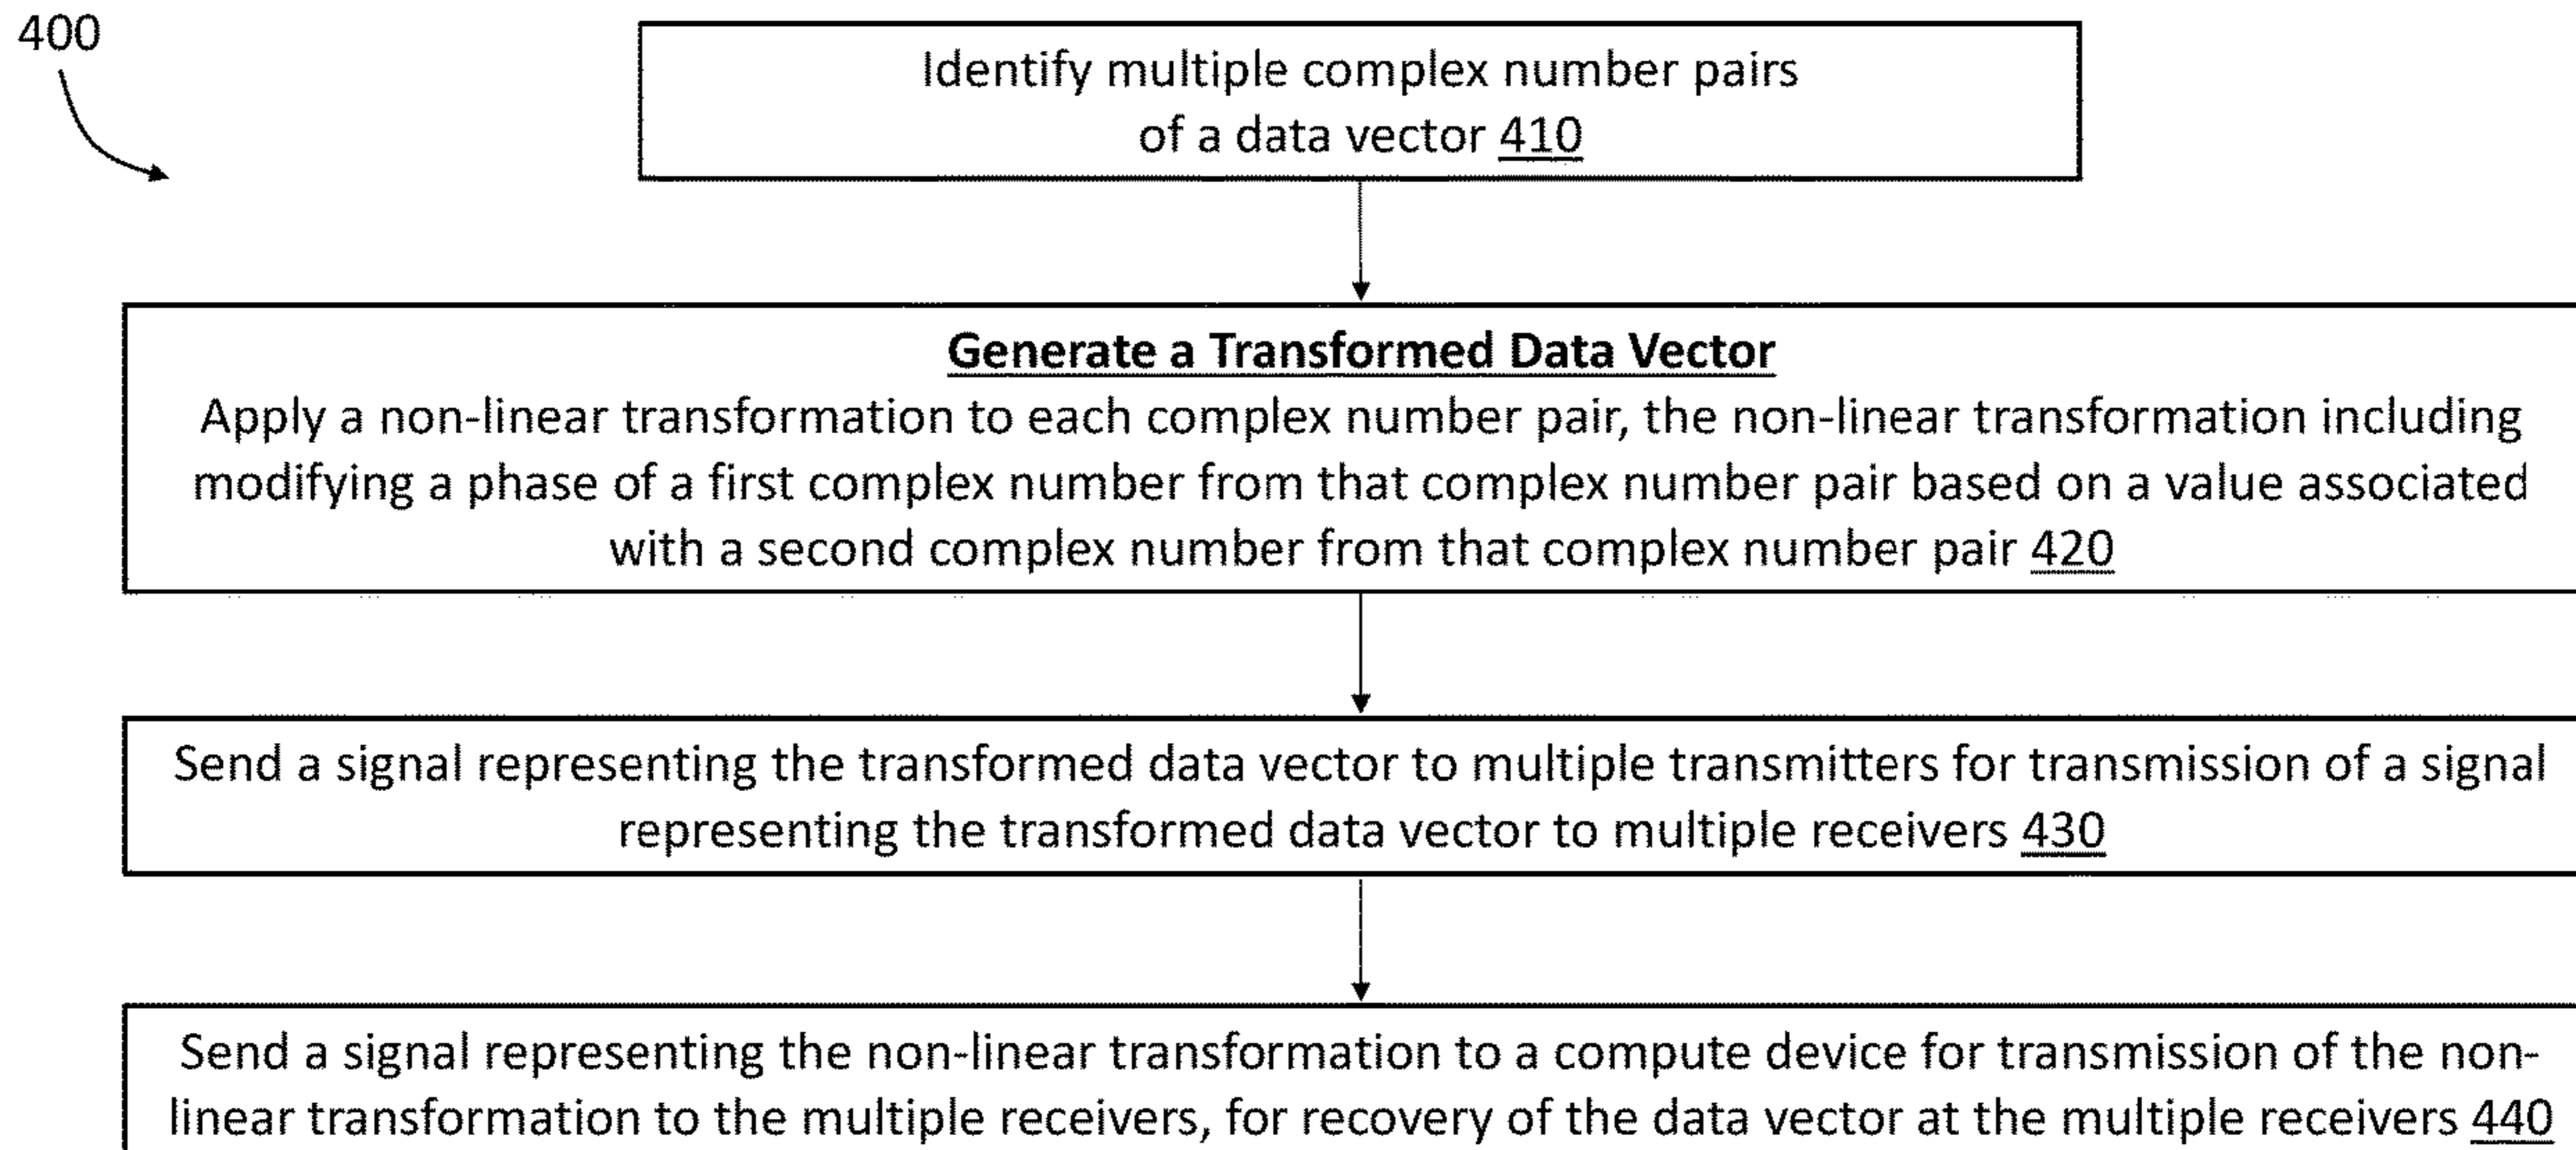 400
Identify multiple complex number pairs
of a data vector 410
Generate a Transformed Data Vector
Apply a non-linear transformation to each complex number pair, the non-linear transformation including
modifying a phase of a first complex number from that complex number pair based on a value associated
with a second complex number from that complex number pair 420
Send a signal representing the transformed data vector to multiple transmitters for transmission of a signal
representing the transformed data vector to multiple receivers 430
Send a signal representing the non-linear transformation to a compute device for transmission of the non-
linear transformation to the multiple receivers, for recovery of the data vector at the multiple receivers 440